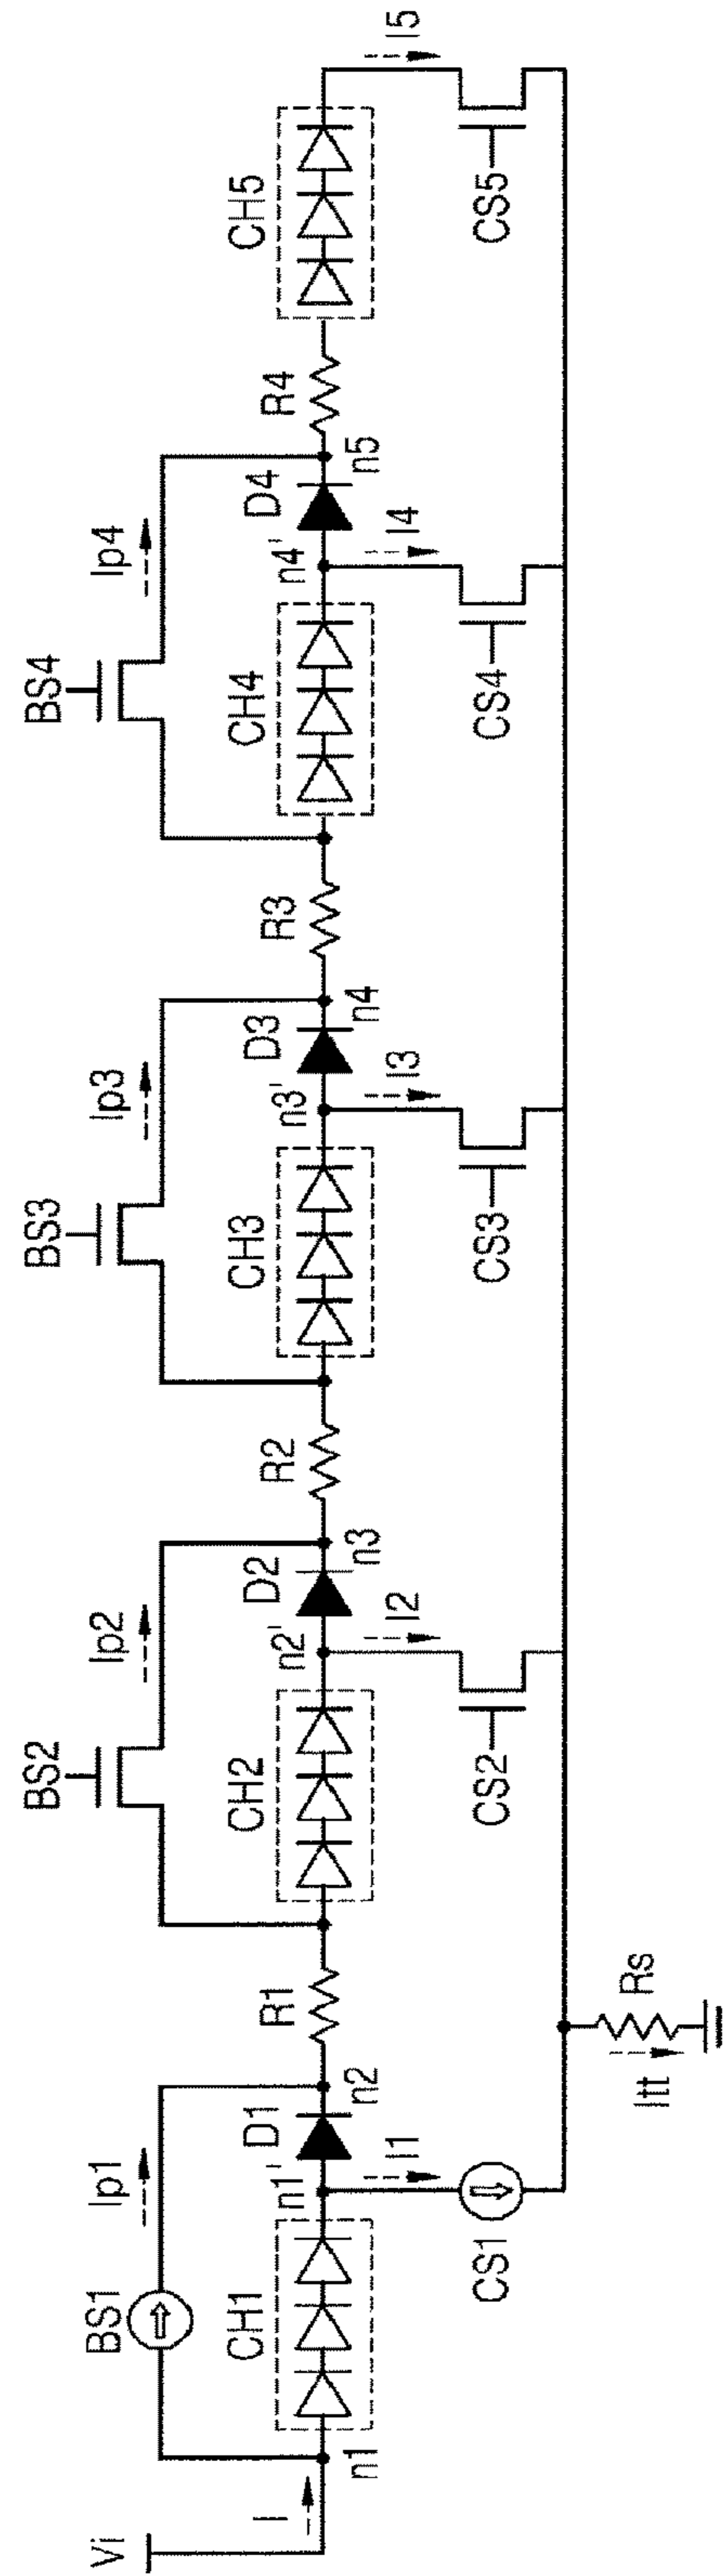 Vi
I
n1
BS1
Ip1
CH1
n1'
D1
n2
I1
CS1
Itt
Rs
R1
BS2
Ip2
CH2
n2'
D2
n3
I2
CS2
R2
BS3
Ip3
CH3
n3'
D3
n4
I3
CS3
R3
BS4
Ip4
CH4
n4'
D4
n5
I4
CS4
R4
CH5
I5
CS5